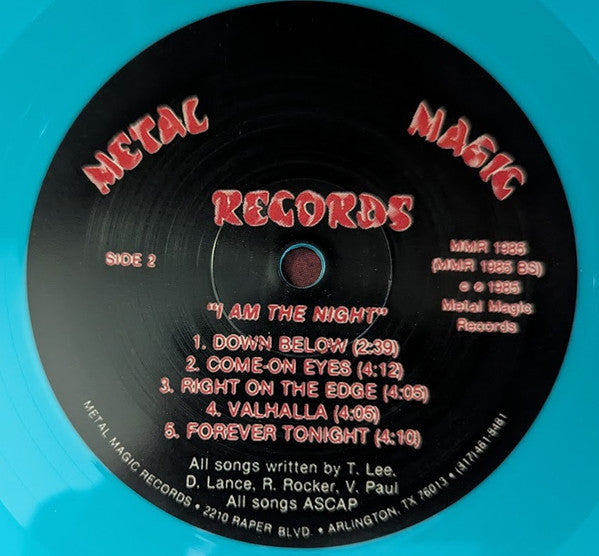 METAL MAGIC
RECORDS
SIDE 2
MMR 1985
(MMR 1985 BS)
© ℗ 1985
Metal Magic
Records
"I AM THE NIGHT"
1. DOWN BELOW (2:39)
2. COME-ON EYES (4:12)
3. RIGHT ON THE EDGE (4:05)
4. VALHALLA (4:05)
5. FOREVER TONIGHT (4:10)
All songs written by T. Lee,
D. Lance, R. Rocker, V. Paul
All songs ASCAP
METAL MAGIC RECORDS • 2210 RAPER BLVD. • ARLINGTON, TX 76013 • (817) 461-8481